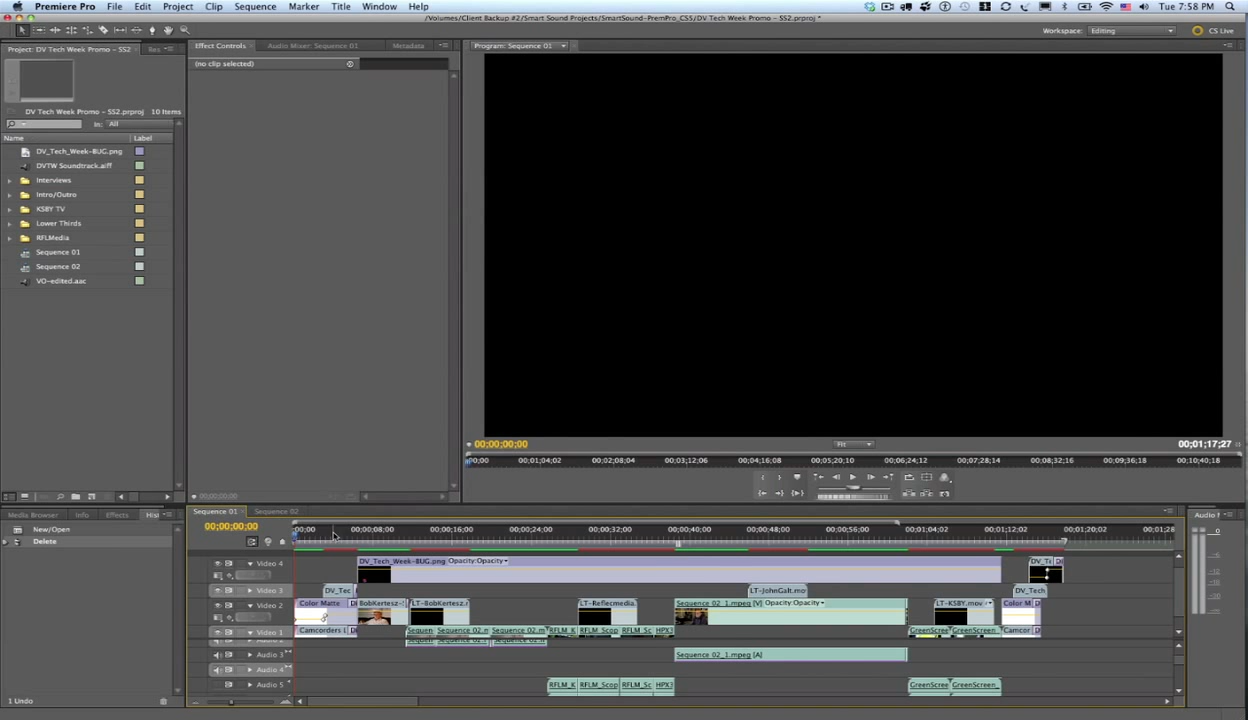 Premiere Pro File Edit Project Clip Sequence Marker Title Window Help
Tue 7:58 PM
/Volumes/Client Backup #2/Smart Sound Projects/SmartSound-PremPro_CS5/DV Tech Week Promo - SS2.prproj *
Workspace: Editing CS Live
Project: DV Tech Week Promo - SS2 Res
Effect Controls Audio Mixer: Sequence 01 Metadata
Program: Sequence 01
(no clip selected)
DV Tech Week Promo - SS2.prproj 10 Items
In: All
Name Label
DV_Tech_Week-BUG.png
DVTW Soundtrack.aiff
Interviews
Intro/Outro
KSBY TV
Lower Thirds
RFLMedia
Sequence 01
Sequence 02
VO-edited.aac
00;00;00;00 Fit 00;01;17;27
00;00 00;01;04;02 00;02;08;04 00;03;12;06 00;04;16;08 00;05;20;10 00;06;24;12 00;07;28;14 00;08;32;16 00;09;36;18 00;10;40;18
00;00;00;00
Media Browser Info Effects Hist
Sequence 01 Sequence 02
Audio
New/Open
Delete
00;00;00;00
00;00 00;00;08;00 00;00;16;00 00;00;24;00 00;00;32;00 00;00;40;00 00;00;48;00 00;00;56;00 00;01;04;02 00;01;12;02 00;01;20;02 00;01;28
Video 4 DV_Tech_Week-BUG.png Opacity:Opacity DV_Ti
Video 3 DV_Tec LT-JohnGalt.mo DV_Tech
Video 2 Color Matte BobKertesz- LT-BobKertesz.m LT-Reflecmedia. Sequence 02_1.mpeg [V] Opacity:Opacity LT-KSBY.mov Color M
Video 1 Camcorders Sequen Sequence 02.m Sequence 02.m RFLM_K RFLM_Scop RFLM_Sc HPX3 GreenScree GreenScreen_ Camcor
Audio 3 Sequence 02_1.mpeg [A]
Audio 4
Audio 5 RFLM_K RFLM_Scop RFLM_Sc HPX3 GreenScree GreenScreen_
1 Undo